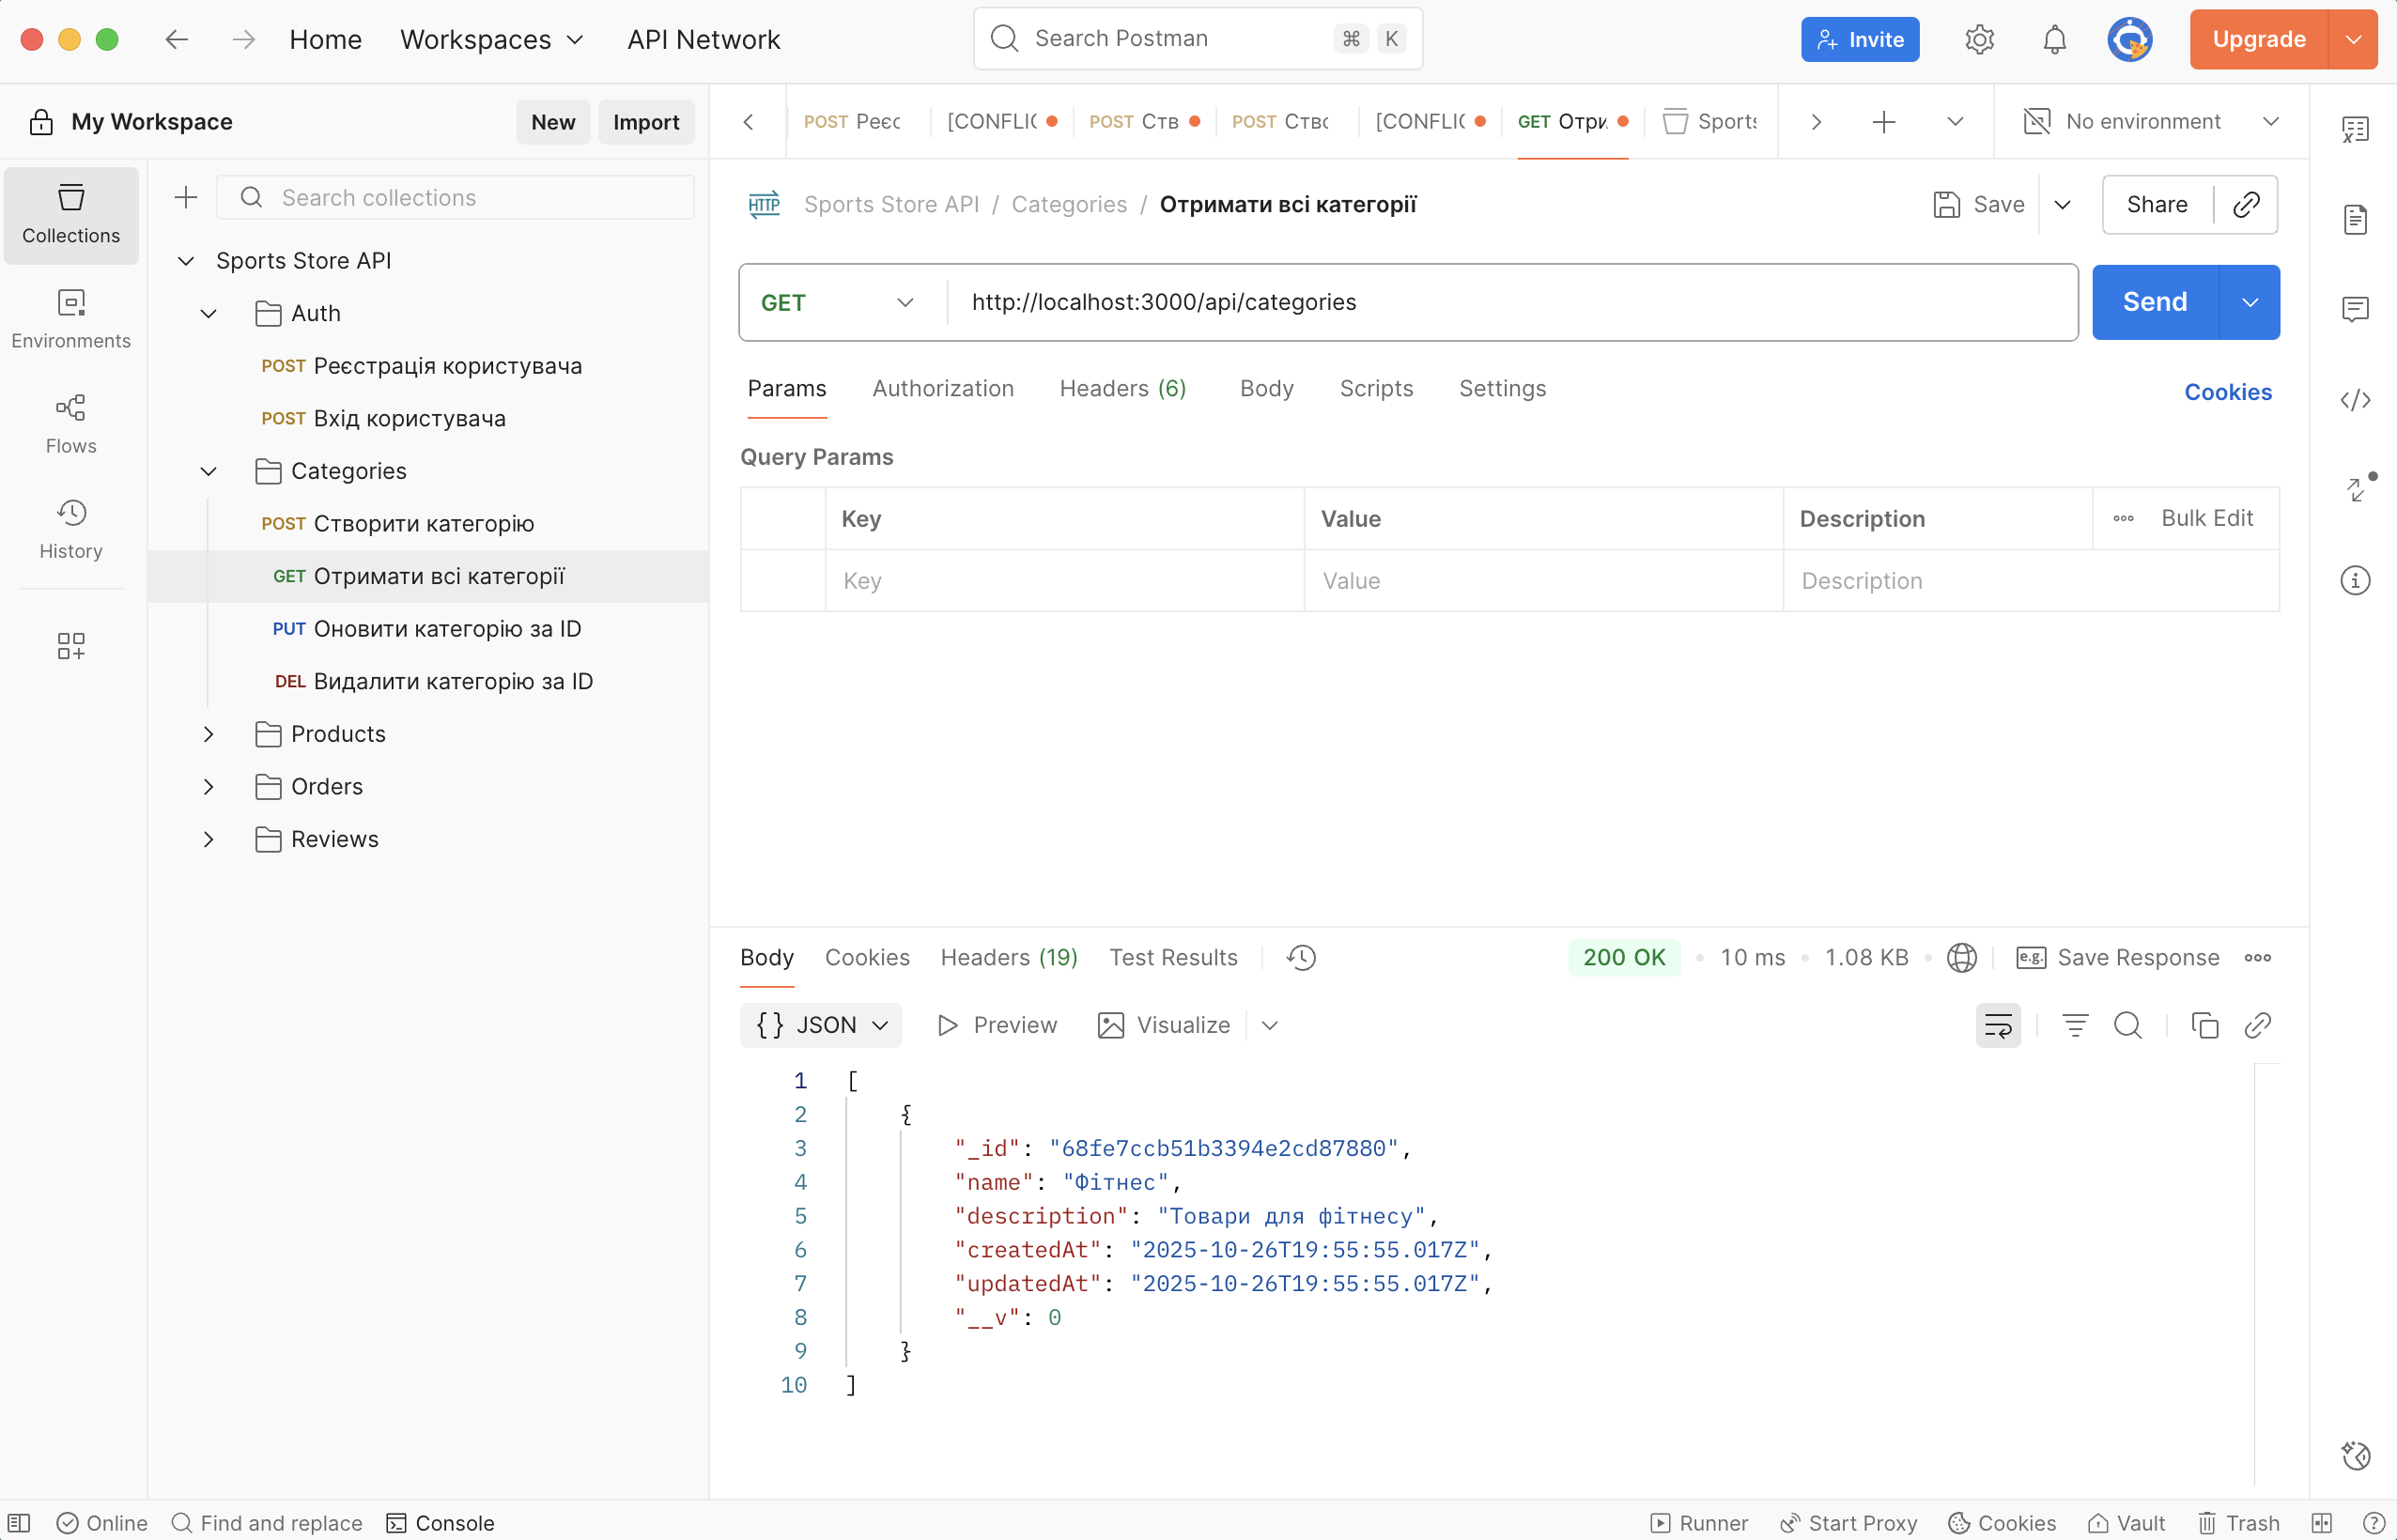 Home Workspaces API Network Search Postman ⌘ K Invite Upgrade
My Workspace New Import POST Реєс [CONFLIC POST Ств POST Ство [CONFLIC GET Отри Sports No environment
Collections
Environments
Flows
History
Search collections
Sports Store API
Auth
POST Реєстрація користувача
POST Вхід користувача
Categories
POST Створити категорію
GET Отримати всі категорії
PUT Оновити категорію за ID
DEL Видалити категорію за ID
Products
Orders
Reviews
HTTP Sports Store API / Categories / Отримати всі категорії Save Share
GET http://localhost:3000/api/categories Send
Params Authorization Headers (6) Body Scripts Settings Cookies
Query Params
Key Value Description Bulk Edit
Key Value Description
Body Cookies Headers (19) Test Results 200 OK • 10 ms • 1.08 KB • e.g. Save Response
{} JSON Preview Visualize
1 [
2 {
3 "_id": "68fe7ccb51b3394e2cd87880",
4 "name": "Фітнес",
5 "description": "Товари для фітнесу",
6 "createdAt": "2025-10-26T19:55:55.017Z",
7 "updatedAt": "2025-10-26T19:55:55.017Z",
8 "__v": 0
9 }
10 ]
Online Find and replace Console Runner Start Proxy Cookies Vault Trash